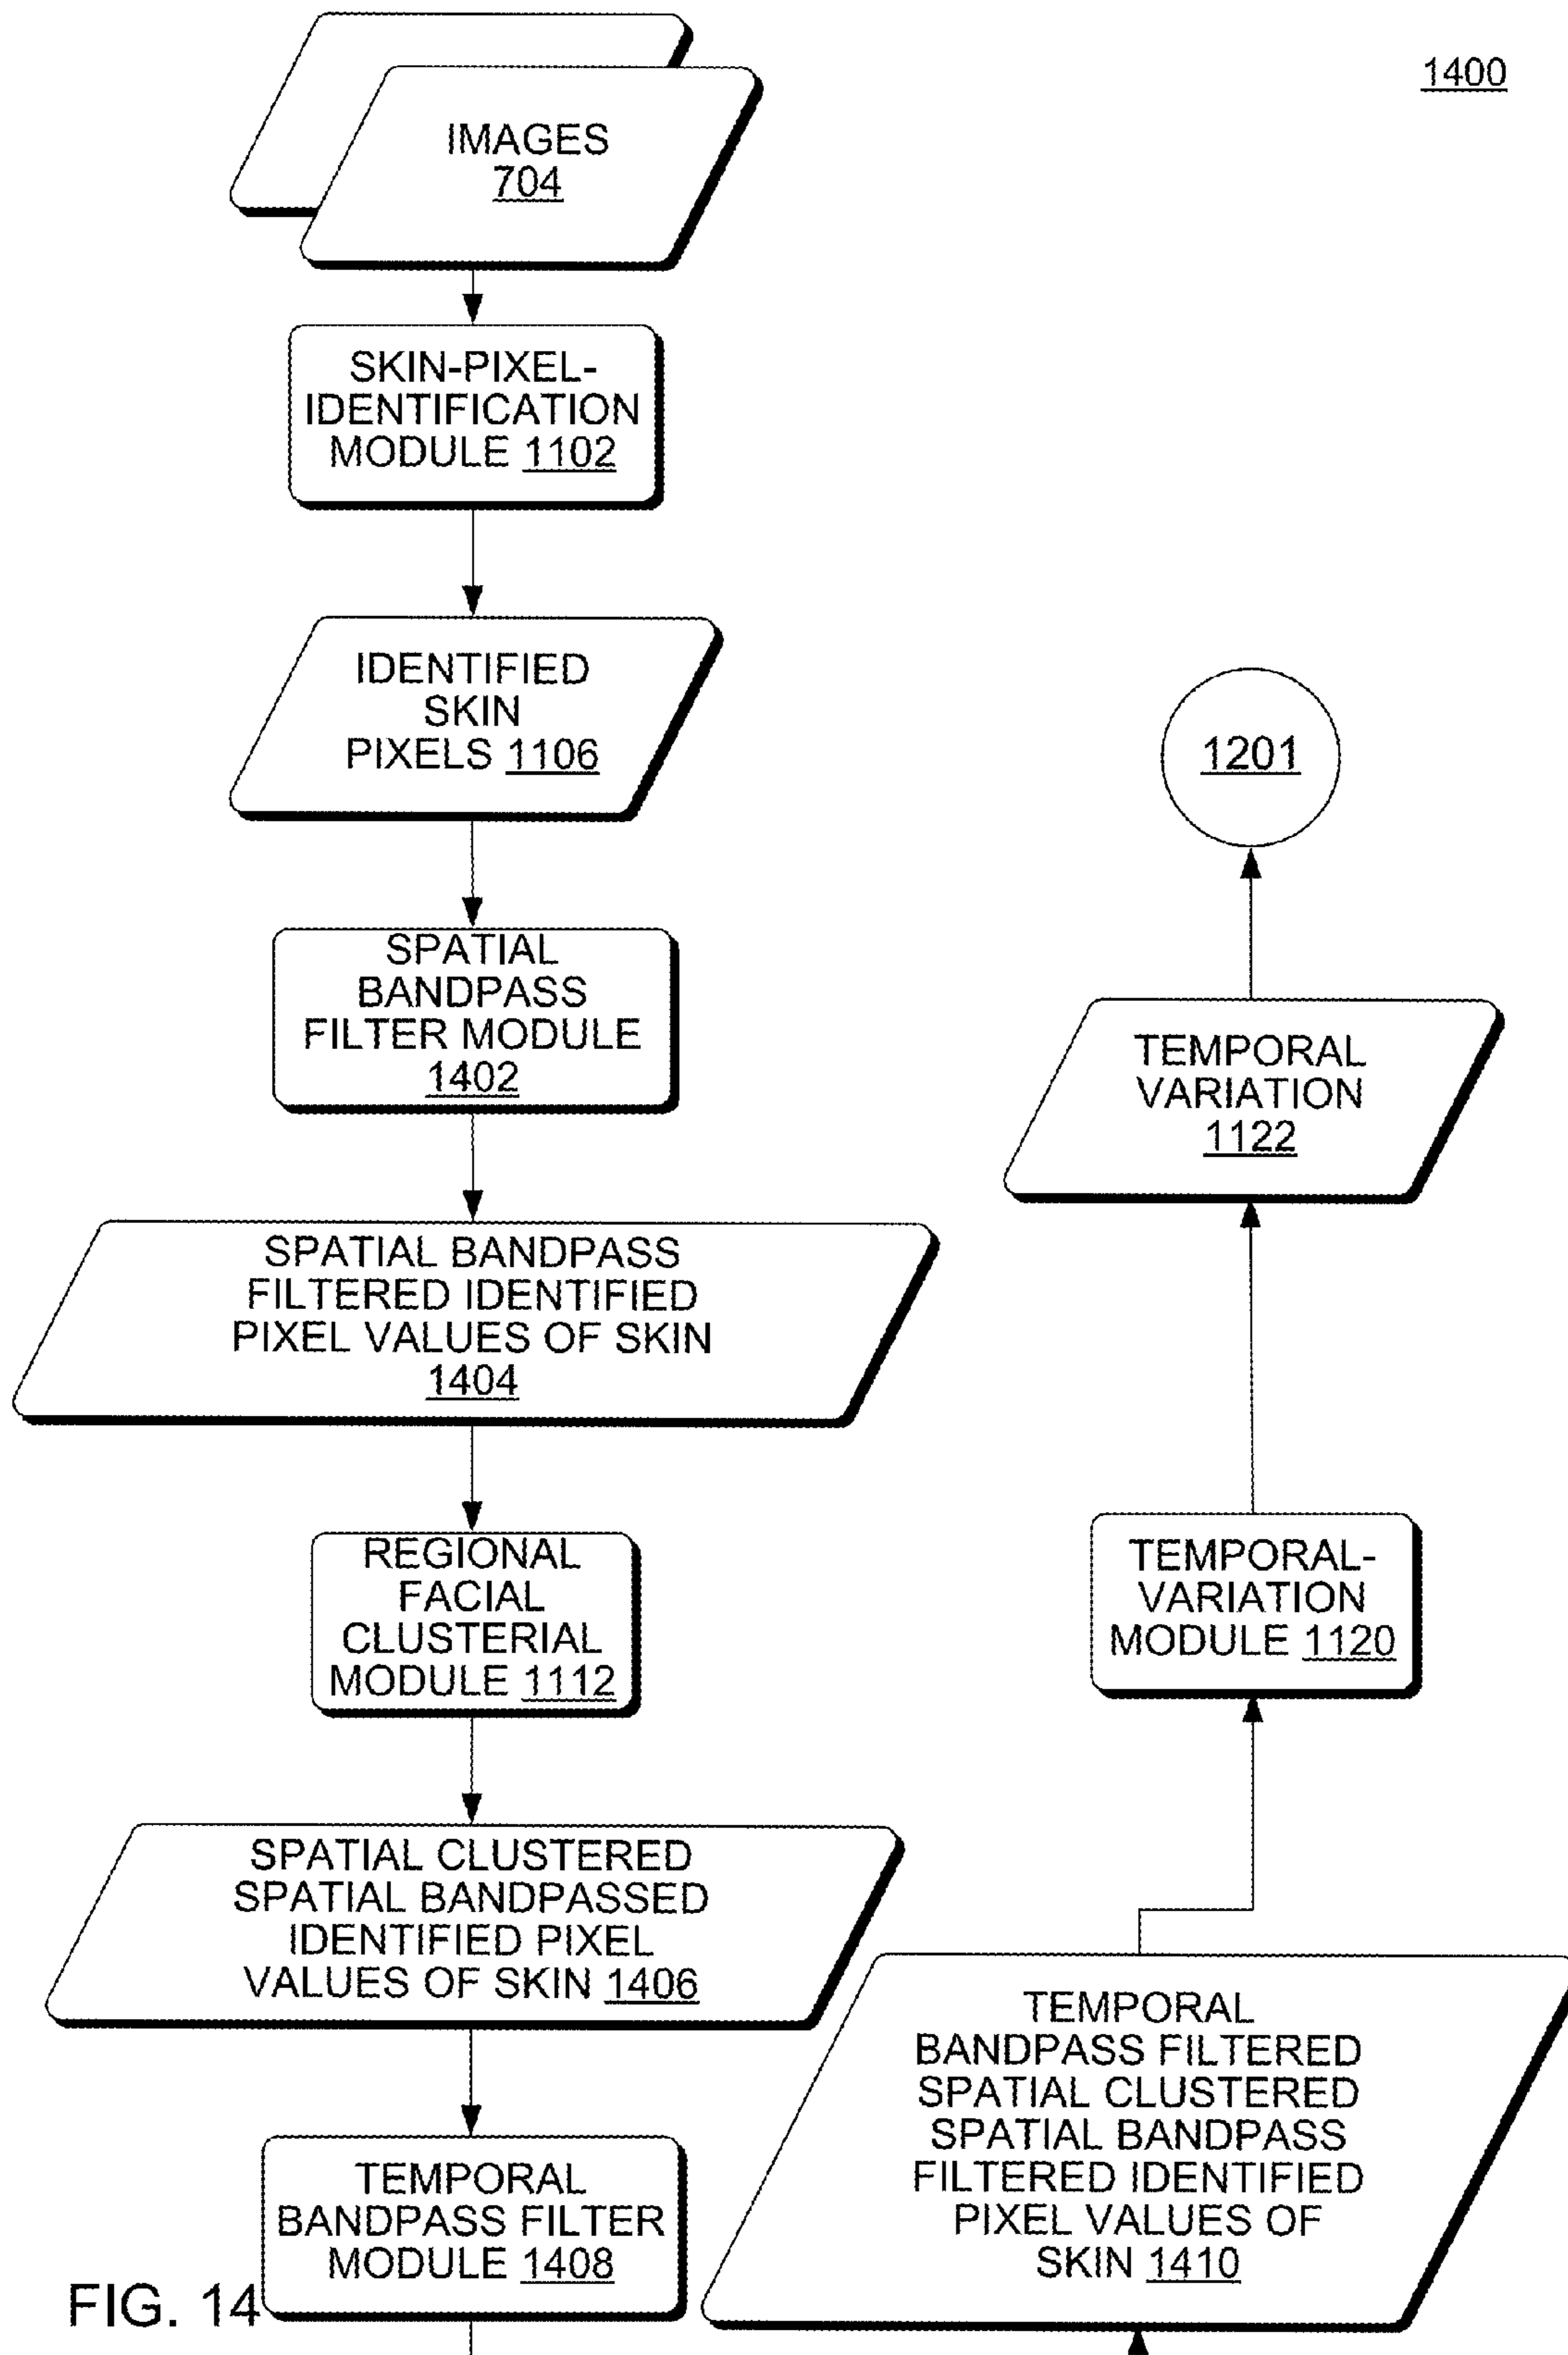 1400
IMAGES
704
SKIN-PIXEL-
IDENTIFICATION
MODULE 1102
IDENTIFIED
SKIN
PIXELS 1106
SPATIAL
BANDPASS
FILTER MODULE
1402
SPATIAL BANDPASS
FILTERED IDENTIFIED
PIXEL VALUES OF SKIN
1404
REGIONAL
FACIAL
CLUSTERIAL
MODULE 1112
SPATIAL CLUSTERED
SPATIAL BANDPASSED
IDENTIFIED PIXEL
VALUES OF SKIN 1406
TEMPORAL
BANDPASS FILTER
MODULE 1408
TEMPORAL
BANDPASS FILTERED
SPATIAL CLUSTERED
SPATIAL BANDPASS
FILTERED IDENTIFIED
PIXEL VALUES OF
SKIN 1410
TEMPORAL-
VARIATION
MODULE 1120
TEMPORAL
VARIATION
1122
1201
FIG. 14